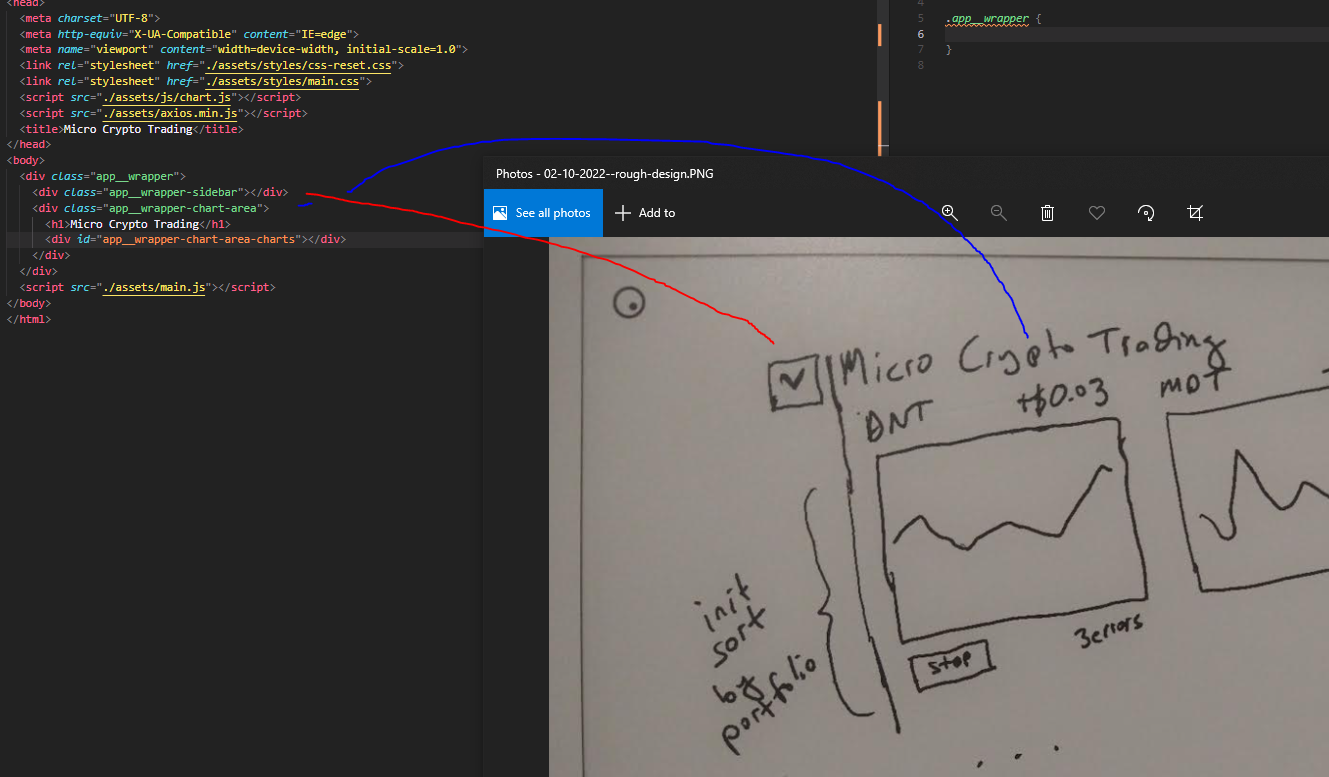 <head>
<meta charset="UTF-8">
<meta http-equiv="X-UA-Compatible" content="IE=edge">
<meta name="viewport" content="width=device-width, initial-scale=1.0">
<link rel="stylesheet" href="./assets/styles/css-reset.css">
<link rel="stylesheet" href="./assets/styles/main.css">
<script src="./assets/js/chart.js"></script>
<script src="./assets/axios.min.js"></script>
<title>Micro Crypto Trading</title>
</head>
<body>
<div class="app__wrapper">
<div class="app__wrapper-sidebar"></div>
<div class="app__wrapper-chart-area">
<h1>Micro Crypto Trading</h1>
<div id="app__wrapper-chart-area-charts"></div>
</div>
</div>
<script src="./assets/main.js"></script>
</body>
</html>
4
5 .app__wrapper {
6
7 }
8
Photos - 02-10-2022--rough-design.PNG
See all photos
Add to
Micro Crypto Trading
DNT +$0.03 MDT
init
sort
by
portfolio
stop 3 errors
. . .